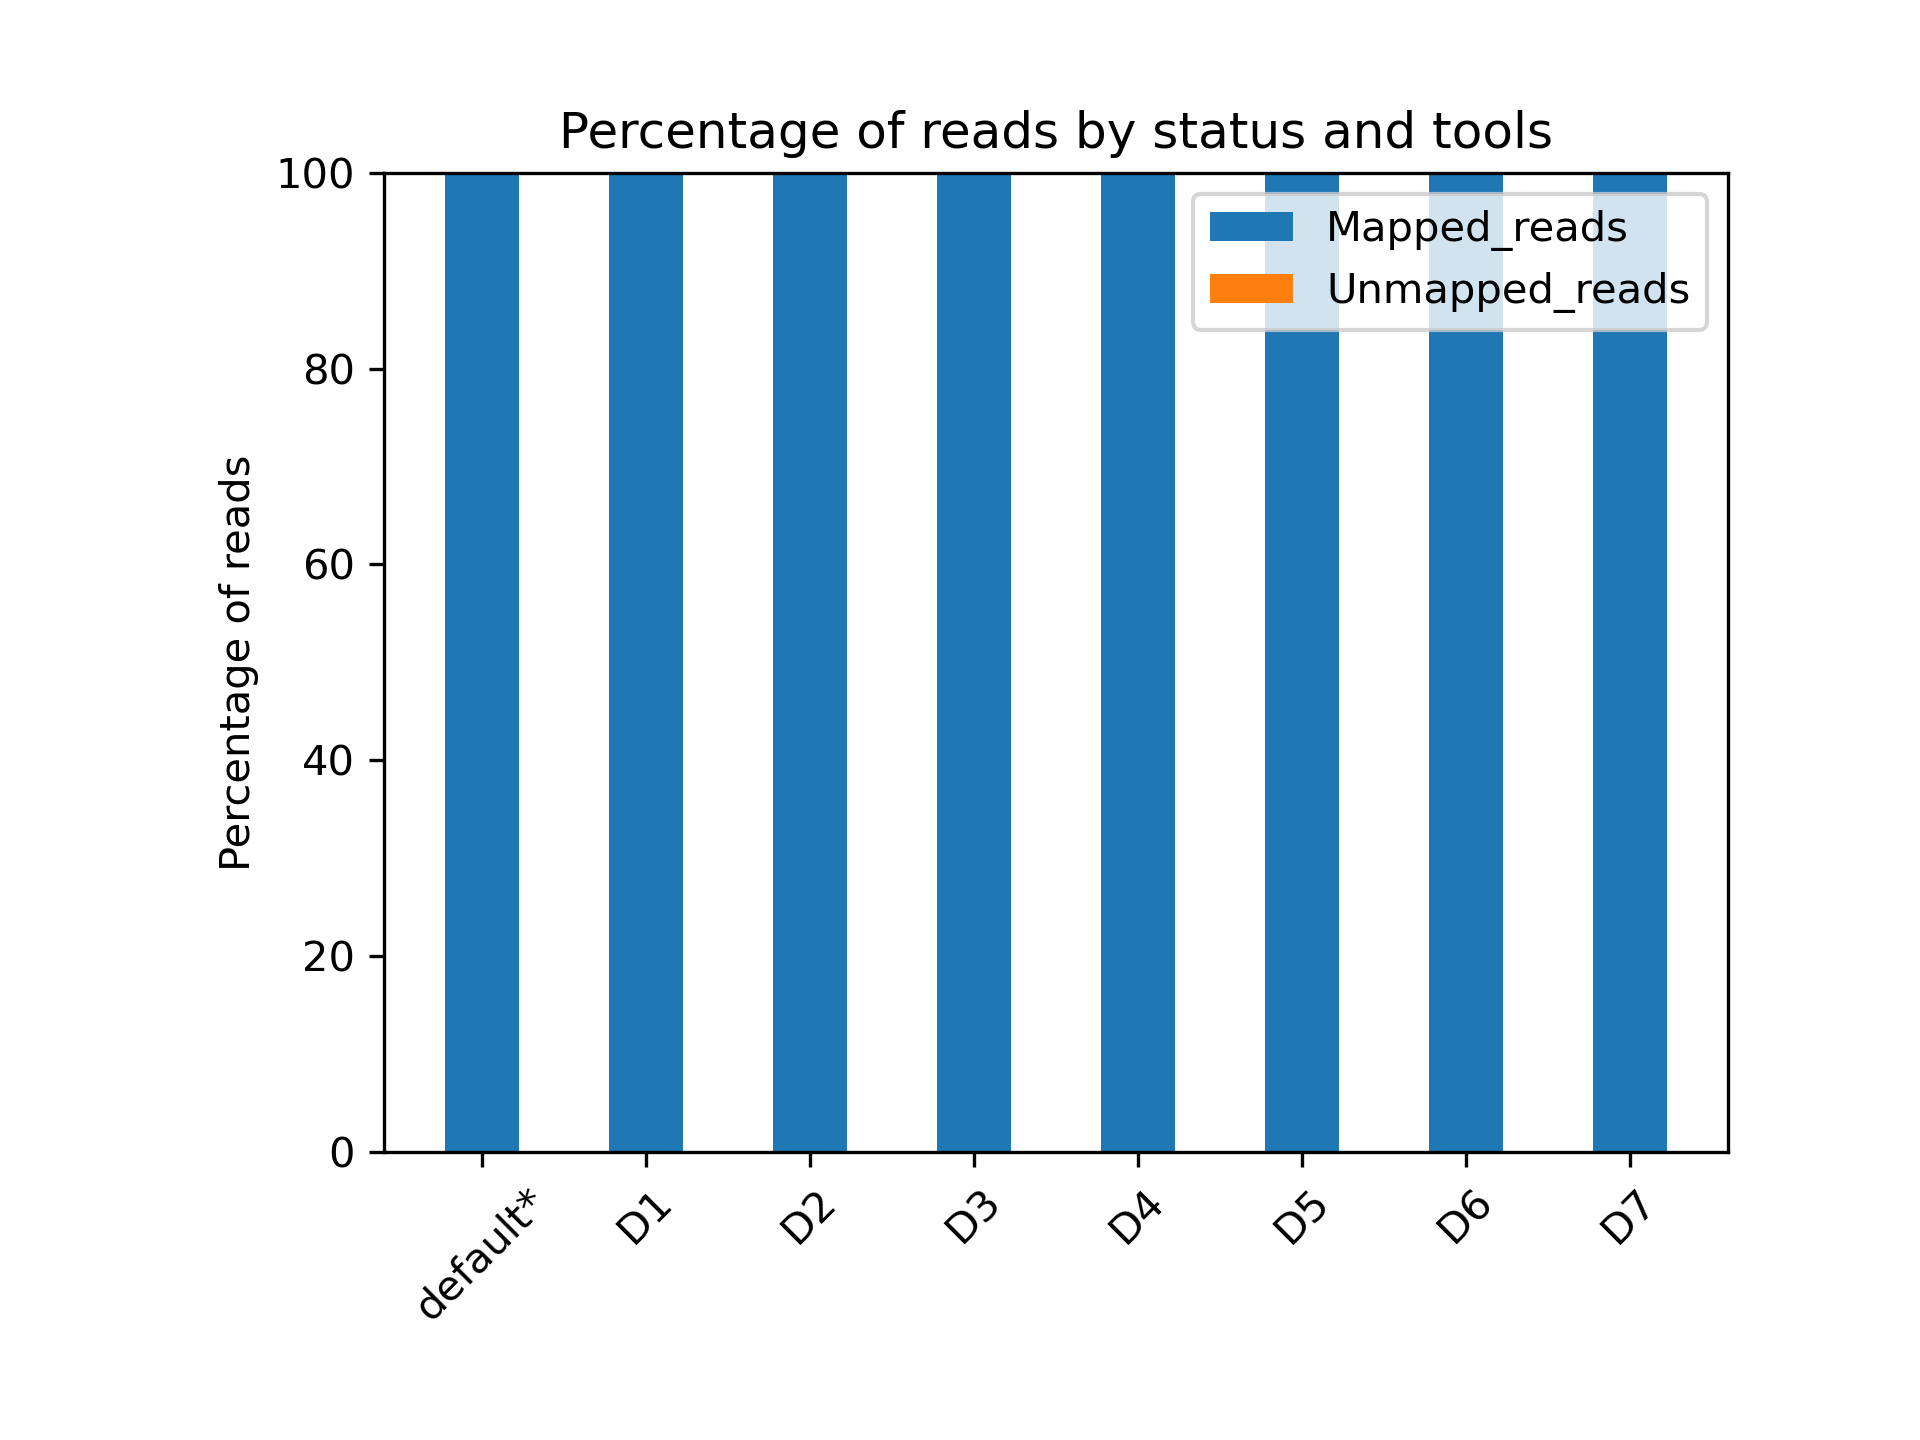 Percentage of reads by status and tools
Percentage of reads
100
80
60
40
20
0
Mapped_reads
Unmapped_reads
default*
D1
D2
D3
D4
D5
D6
D7